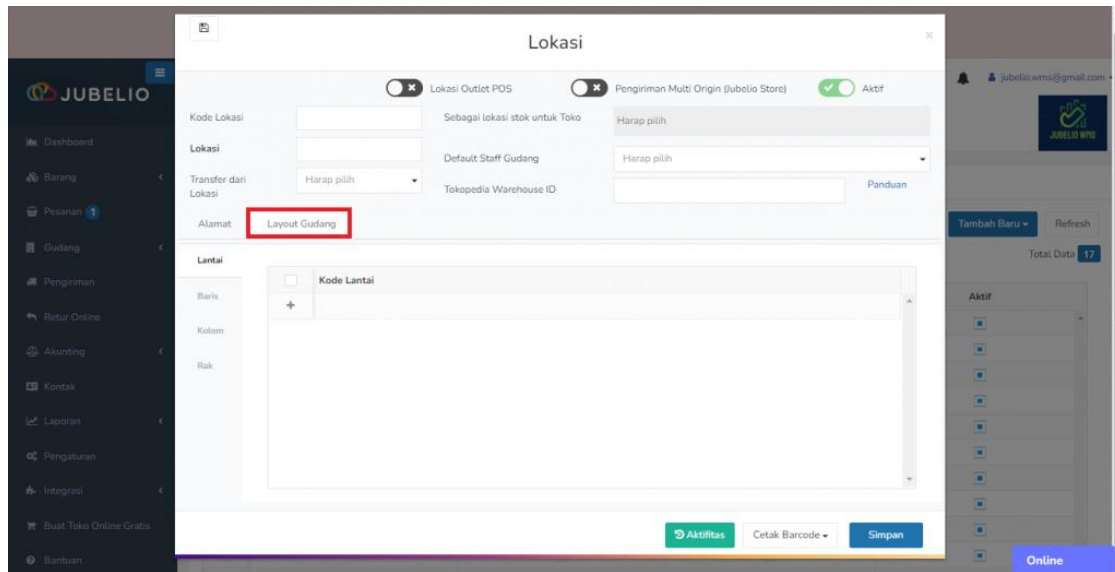 Lokasi
×
JUBELIO
jubelio.wms@gmail.com
JUBELIO WMS
Lokasi Outlet POS
Pengiriman Multi Origin (Jubelio Store)
Aktif
Kode Lokasi
Sebagai lokasi stok untuk Toko
Harap pilih
Lokasi
Default Staff Gudang
Harap pilih
Transfer dari Lokasi
Harap pilih
Tokopedia Warehouse ID
Panduan
Alamat
Layout Gudang
Dashboard
Barang
Pesanan 1
Gudang
Pengiriman
Retur Online
Akunting
Kontak
Laporan
Pengaturan
Integrasi
Buat Toko Online Gratis
Bantuan
Lantai
Baris
Kolom
Rak
Kode Lantai
+
Tambah Baru
Refresh
Total Data 17
Aktif
Aktifitas
Cetak Barcode
Simpan
Online